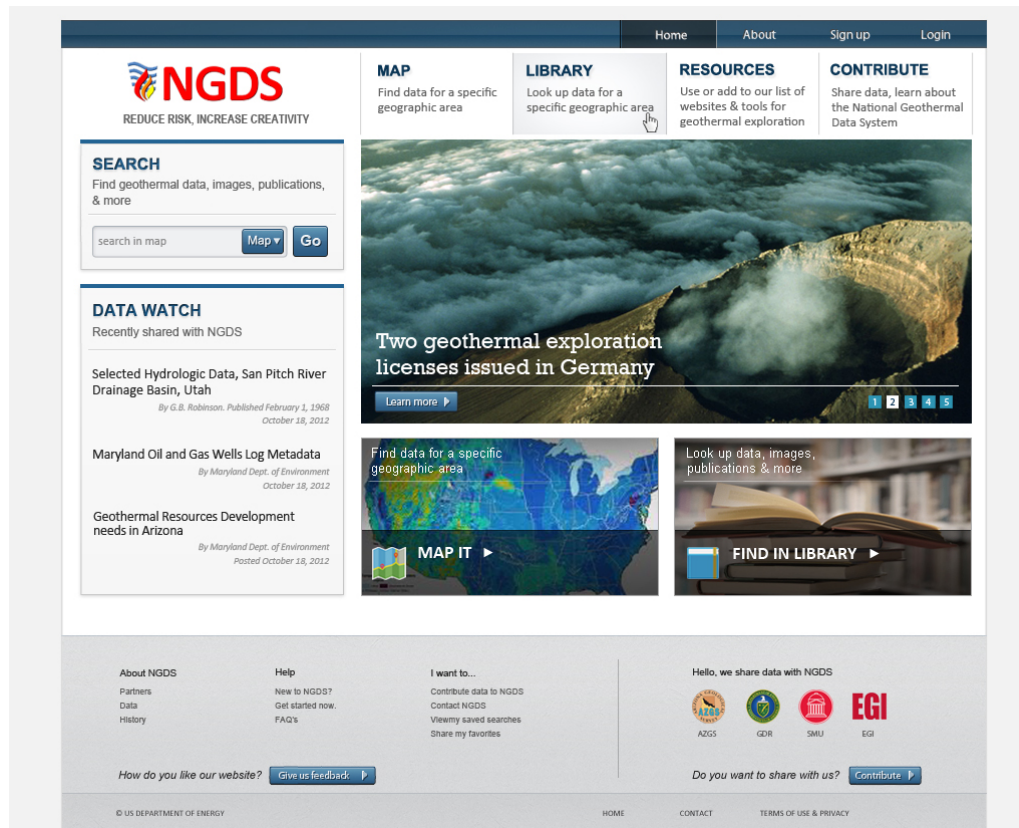 Home
About
Sign up
Login
NGDS
REDUCE RISK, INCREASE CREATIVITY
MAP
Find data for a specific
geographic area
LIBRARY
Look up data for a
specific geographic area
RESOURCES
Use or add to our list of
websites & tools for
geothermal exploration
CONTRIBUTE
Share data, learn about
the National Geothermal
Data System
SEARCH
Find geothermal data, images, publications,
& more
search in map
Map
Go
DATA WATCH
Recently shared with NGDS
Selected Hydrologic Data, San Pitch River
Drainage Basin, Utah
By G.B. Robinson. Published February 1, 1968
October 18, 2012
Maryland Oil and Gas Wells Log Metadata
By Maryland Dept. of Environment
October 18, 2012
Geothermal Resources Development
needs in Arizona
By Maryland Dept. of Environment
Posted October 18, 2012
Two geothermal exploration
licenses issued in Germany
Learn more
1 2 3 4 5
Find data for a specific
geographic area
MAP IT
Look up data, images,
publications & more
FIND IN LIBRARY
About NGDS
Partners
Data
History
Help
New to NGDS?
Get started now.
FAQ's
I want to...
Contribute data to NGDS
Contact NGDS
Viewmy saved searches
Share my favorites
Hello, we share data with NGDS
AZGS
EGI
AZGS
GDR
SMU
EGI
How do you like our website?
Give us feedback
Do you want to share with us?
Contribute
© US DEPARTMENT OF ENERGY
HOME
CONTACT
TERMS OF USE & PRIVACY